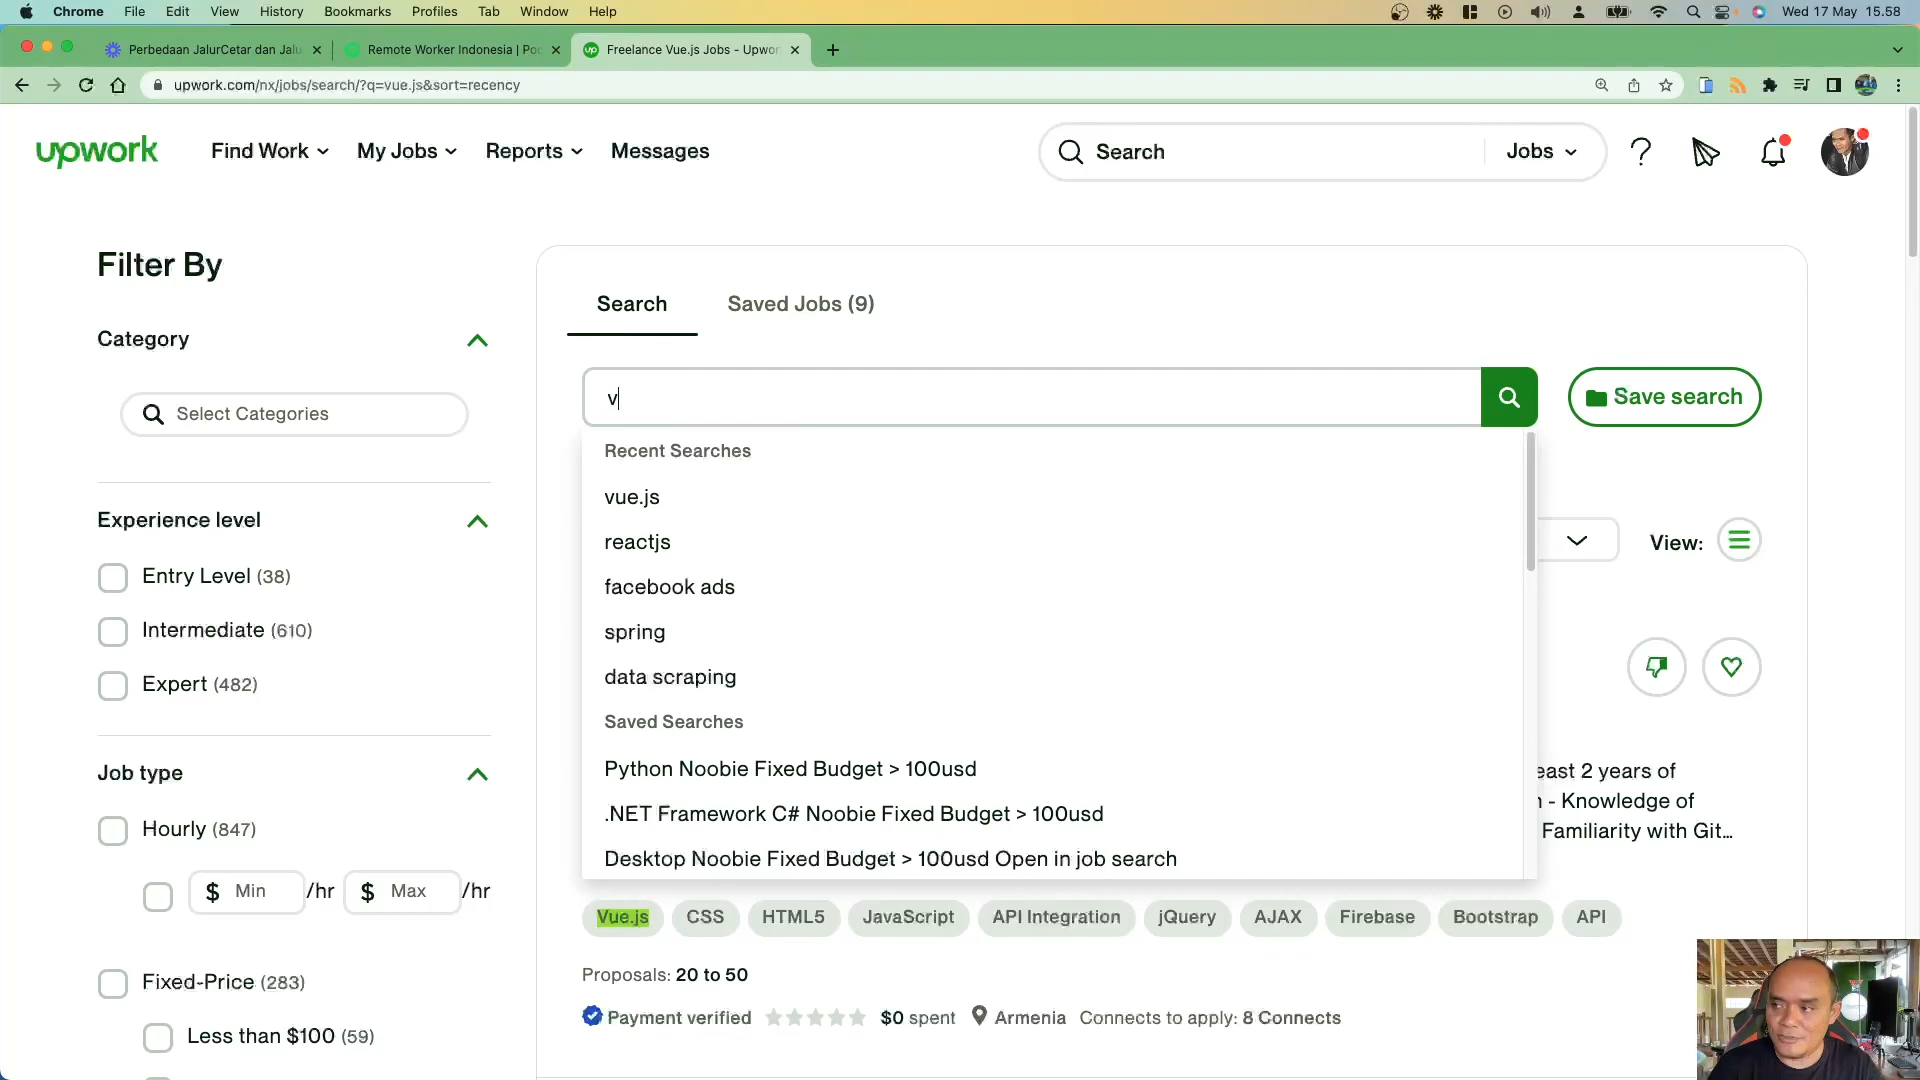 Chrome File Edit View History Bookmarks Profiles Tab Window Help Wed 17 May 15.58
Perbedaan JalurCetar dan Jalu Remote Worker Indonesia | Poc Freelance Vue.js Jobs - Upwor
upwork.com/nx/jobs/search/?q=vue.js&sort=recency
upwork Find Work My Jobs Reports Messages Search Jobs
Filter By
Search Saved Jobs (9)
Category
Select Categories
v
Save search
Recent Searches
vue.js
Experience level
reactjs
View:
Entry Level (38)
facebook ads
Intermediate (610)
spring
Expert (482)
data scraping
Saved Searches
Job type
Python Noobie Fixed Budget > 100usd
east 2 years of
- Knowledge of
.NET Framework C# Noobie Fixed Budget > 100usd
Hourly (847)
Familiarity with Git...
Desktop Noobie Fixed Budget > 100usd Open in job search
$ Min /hr $ Max /hr
Vue.js CSS HTML5 JavaScript API Integration jQuery AJAX Firebase Bootstrap API
Proposals: 20 to 50
Fixed-Price (283)
Payment verified $0 spent Armenia Connects to apply: 8 Connects
Less than $100 (59)